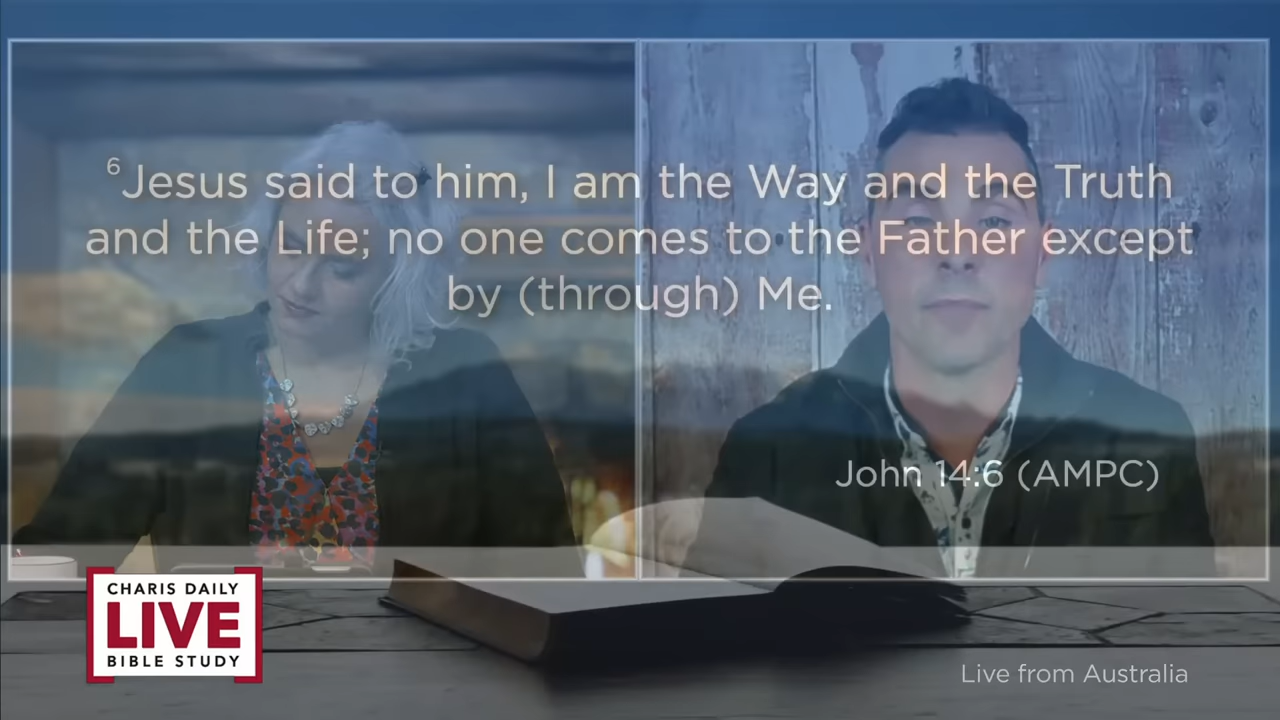 ⁶Jesus said to him, I am the Way and the Truth
and the Life; no one comes to the Father except
by (through) Me.
John 14:6 (AMPC)
CHARIS DAILY
LIVE
BIBLE STUDY
Live from Australia